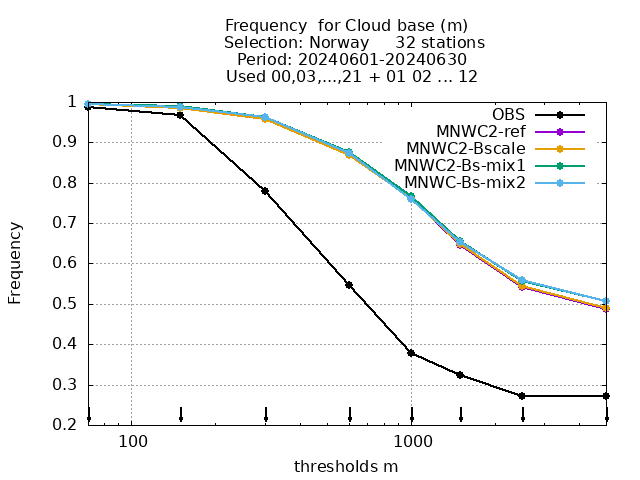 Frequency  for Cloud base (m)
Selection: Norway     32 stations
Period: 20240601-20240630
Used 00,03,...,21 + 01 02 ... 12
OBS
MNWC2-ref
MNWC2-Bscale
MNWC2-Bs-mix1
MNWC-Bs-mix2
1
0.9
0.8
0.7
0.6
0.5
0.4
0.3
0.2
Frequency
100
1000
thresholds m